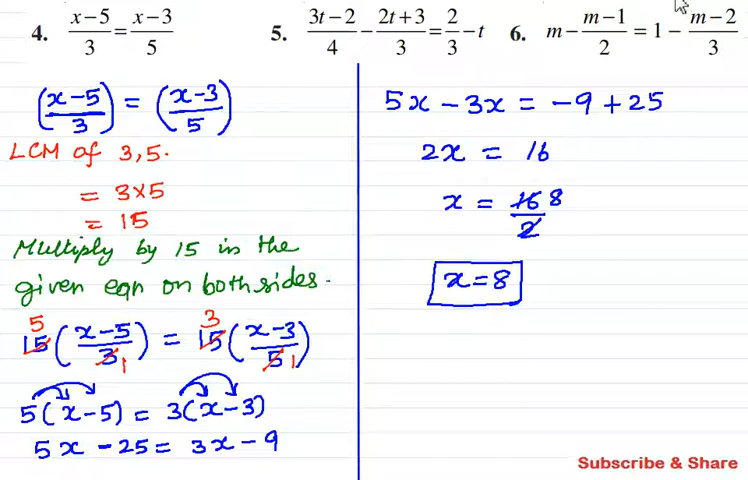 4. (x-5)/3 = (x-3)/5 5. (3t-2)/4 - (2t+3)/3 = 2/3 - t 6. m - (m-1)/2 = 1 - (m-2)/3
((x-5)/3) = ((x-3)/5)
LCM of 3,5.
= 3×5
= 15
Multiply by 15 in the
given eqn on both sides.
5 3
15((x-5)/3 1) = 15((x-3)/5 1)
5(x-5) = 3(x-3)
5x - 25 = 3x - 9
5x - 3x = -9 + 25
2x = 16
x = 16/2 8
x = 8
Subscribe & Share